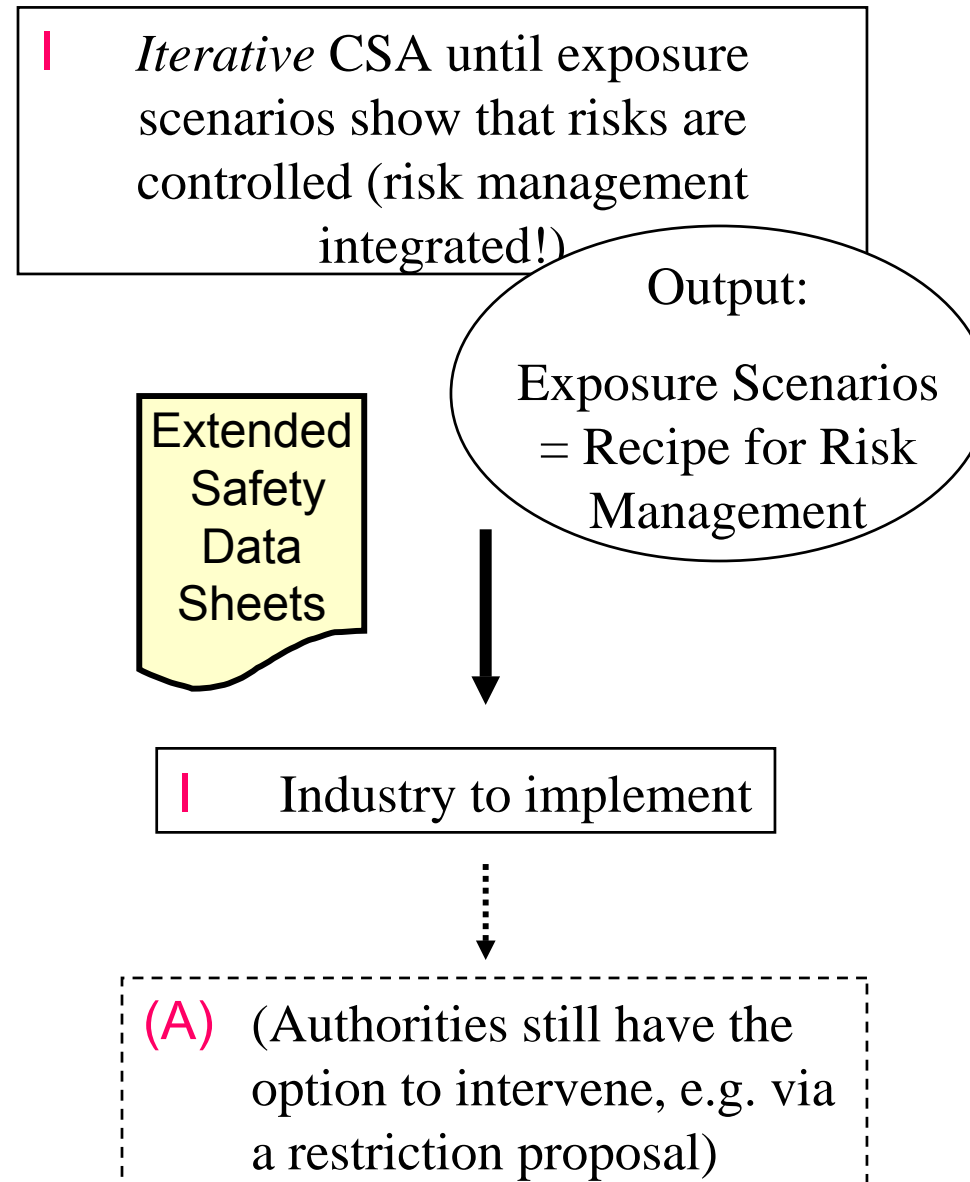 I Iterative CSA until exposure
scenarios show that risks are
controlled (risk management
integrated!)
Output:
Exposure Scenarios
= Recipe for Risk
Management
Extended
Safety
Data
Sheets
I Industry to implement
(A) (Authorities still have the
option to intervene, e.g. via
a restriction proposal)